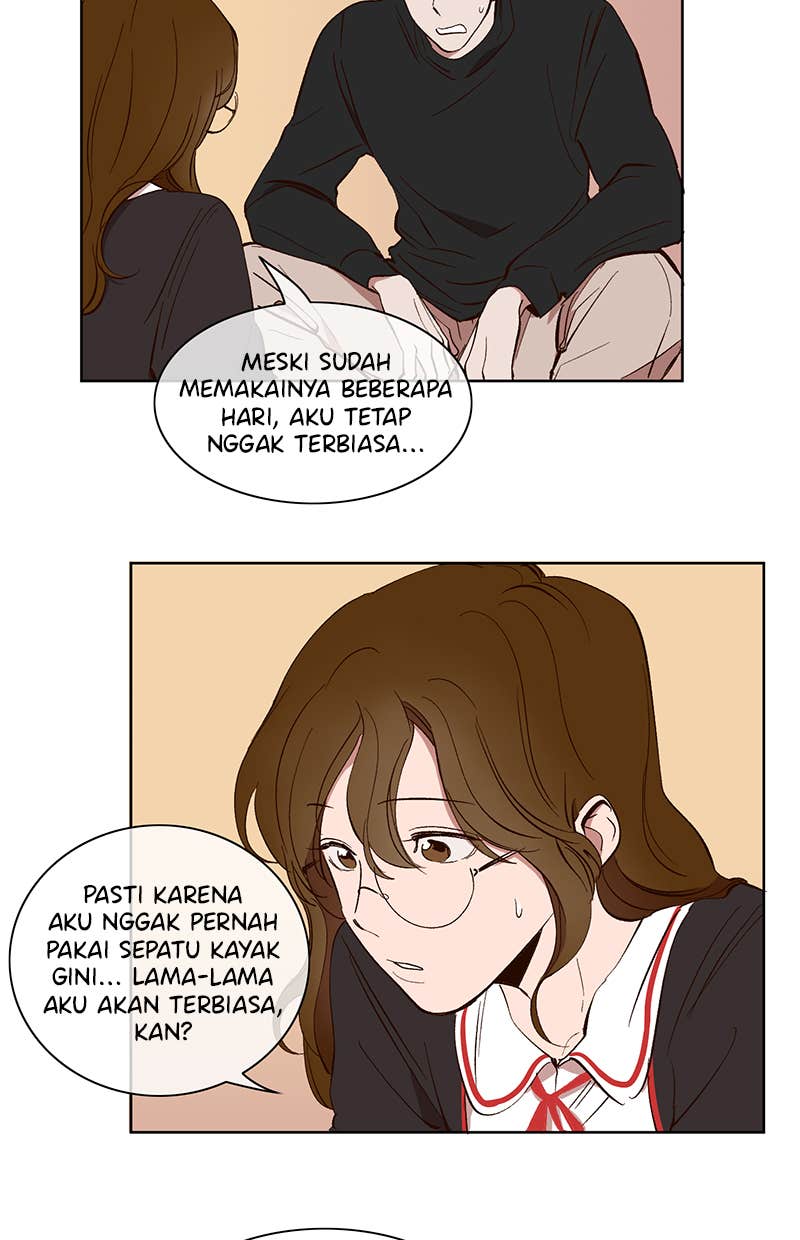 MESKI SUDAH
MEMAKAINYA BEBERAPA
HARI, AKU TETAP
NGGAK TERBIASA...
PASTI KARENA
AKU NGGAK PERNAH
PAKAI SEPATU KAYAK
GINI... LAMA-LAMA
AKU AKAN TERBIASA,
KAN?